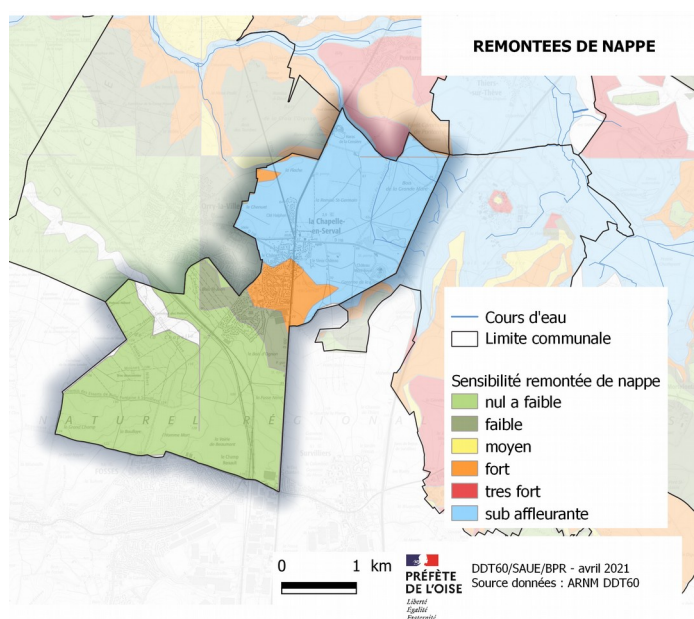 REMONTEES DE NAPPE
la Chapelle-
en-Serval
NATUREL RÉGIONAL
Cours d'eau
Limite communale
Sensibilité remontée de nappe
nul a faible
faible
moyen
fort
tres fort
sub affleurante
0 1 km
PRÉFÈTE
DE L'OISE
Liberté
Égalité
Fraternité
DDT60/SAUE/BPR - avril 2021
Source données : ARNM DDT60